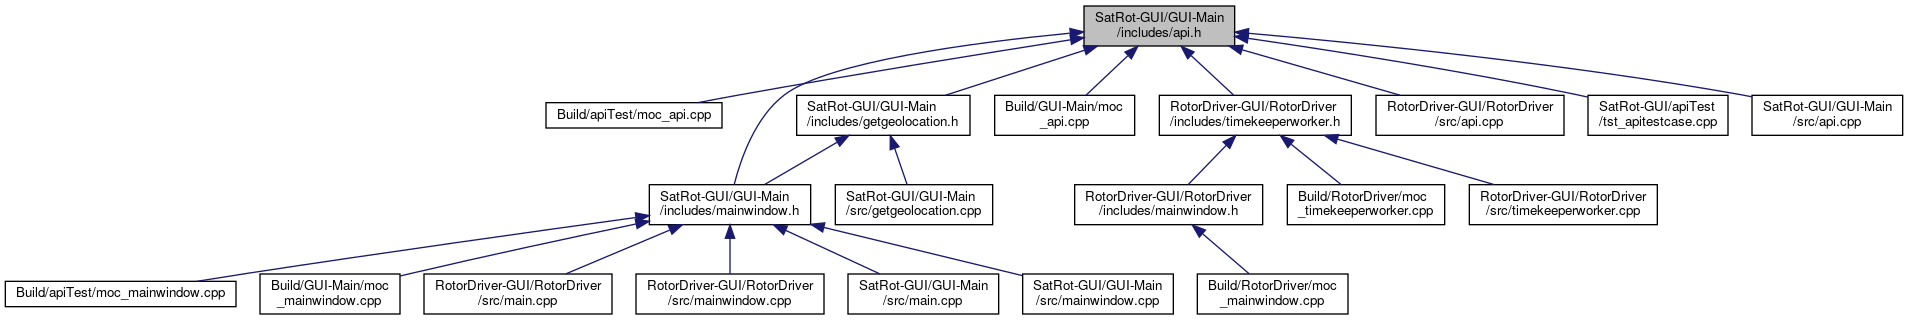 SatRot-GUI/GUI-Main
/includes/api.h
Build/apiTest/moc_api.cpp
SatRot-GUI/GUI-Main
/includes/getgeolocation.h
Build/GUI-Main/moc
_api.cpp
RotorDriver-GUI/RotorDriver
/includes/timekeeperworker.h
RotorDriver-GUI/RotorDriver
/src/api.cpp
SatRot-GUI/apiTest
/tst_apitestcase.cpp
SatRot-GUI/GUI-Main
/src/api.cpp
SatRot-GUI/GUI-Main
/includes/mainwindow.h
SatRot-GUI/GUI-Main
/src/getgeolocation.cpp
RotorDriver-GUI/RotorDriver
/includes/mainwindow.h
Build/RotorDriver/moc
_timekeeperworker.cpp
RotorDriver-GUI/RotorDriver
/src/timekeeperworker.cpp
Build/apiTest/moc_mainwindow.cpp
Build/GUI-Main/moc
_mainwindow.cpp
RotorDriver-GUI/RotorDriver
/src/main.cpp
RotorDriver-GUI/RotorDriver
/src/mainwindow.cpp
SatRot-GUI/GUI-Main
/src/main.cpp
SatRot-GUI/GUI-Main
/src/mainwindow.cpp
Build/RotorDriver/moc
_mainwindow.cpp